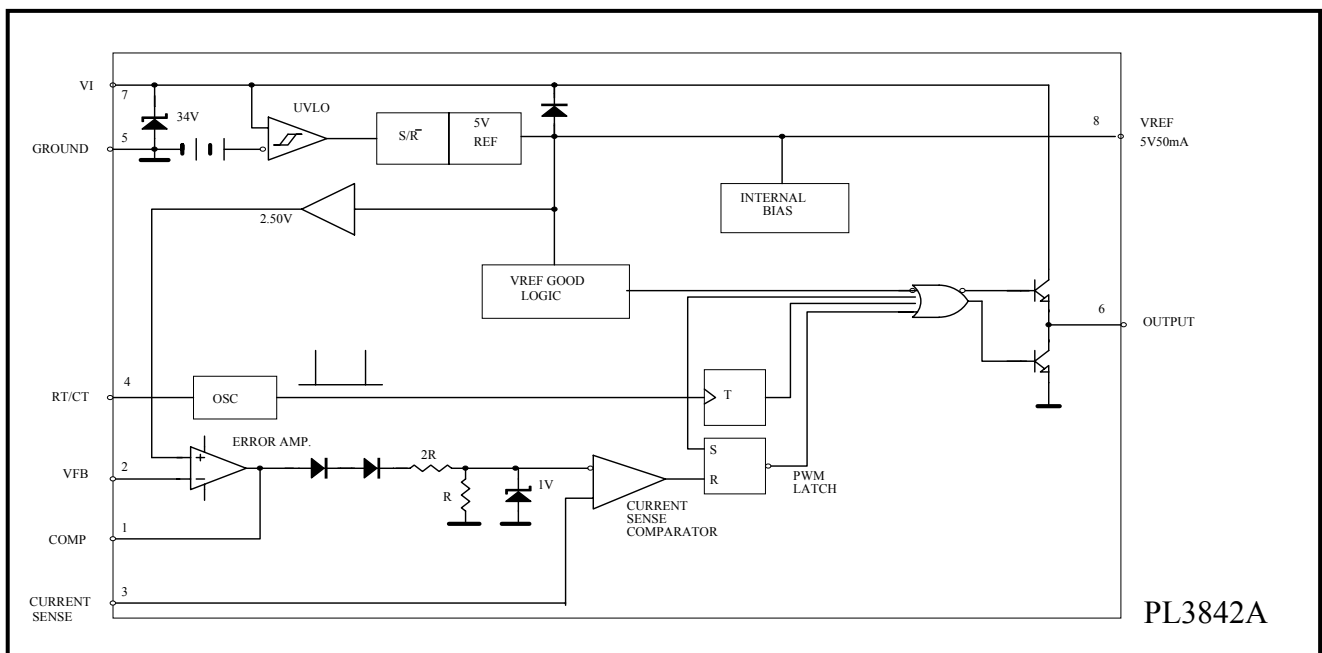 VI
7
34V
UVLO
S/R̅
5V
REF
8
VREF
5V50mA
5
GROUND
INTERNAL
BIAS
2.50V
VREF GOOD
LOGIC
6
OUTPUT
4
RT/CT
OSC
T
ERROR AMP.
+
−
2
VFB
2R
R
1V
S
R
PWM
LATCH
CURRENT
SENSE
COMPARATOR
1
COMP
3
CURRENT
SENSE
PL3842A